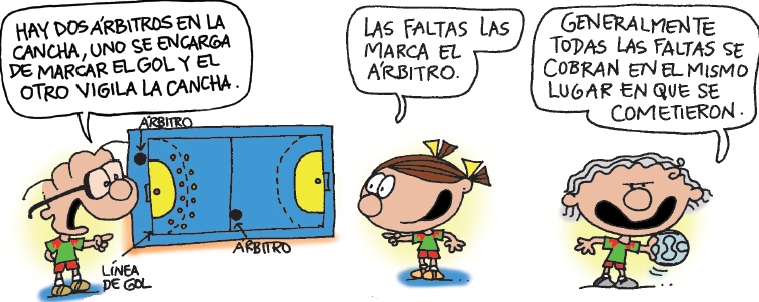 HAY DOS ÁRBITROS EN LA
CANCHA, UNO SE ENCARGA
DE MARCAR EL GOL Y EL
OTRO VIGILA LA CANCHA.
ÁRBITRO
ÁRBITRO
LÍNEA
DE GOL
LAS FALTAS LAS
MARCA EL
ÁRBITRO.
GENERALMENTE
TODAS LAS FALTAS SE
COBRAN EN EL MISMO
LUGAR EN QUE SE
COMETIERON.